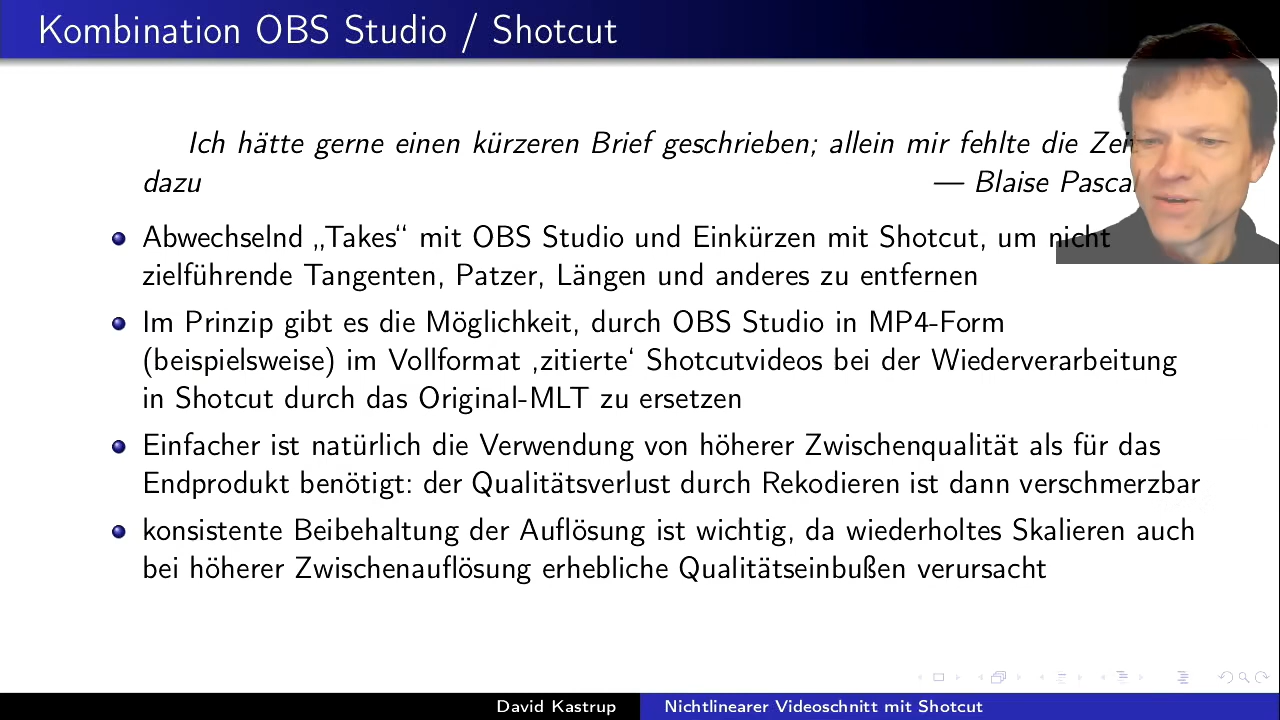 Kombination OBS Studio / Shotcut
Ich hätte gerne einen kürzeren Brief geschrieben; allein mir fehlte die Zeit
dazu — Blaise Pascal
Abwechselnd „Takes“ mit OBS Studio und Einkürzen mit Shotcut, um nicht
zielführende Tangenten, Patzer, Längen und anderes zu entfernen
Im Prinzip gibt es die Möglichkeit, durch OBS Studio in MP4-Form
(beispielsweise) im Vollformat ‚zitierte‘ Shotcutvideos bei der Wiederverarbeitung
in Shotcut durch das Original-MLT zu ersetzen
Einfacher ist natürlich die Verwendung von höherer Zwischenqualität als für das
Endprodukt benötigt: der Qualitätsverlust durch Rekodieren ist dann verschmerzbar
konsistente Beibehaltung der Auflösung ist wichtig, da wiederholtes Skalieren auch
bei höherer Zwischenauflösung erhebliche Qualitätseinbußen verursacht
David Kastrup Nichtlinearer Videoschnitt mit Shotcut